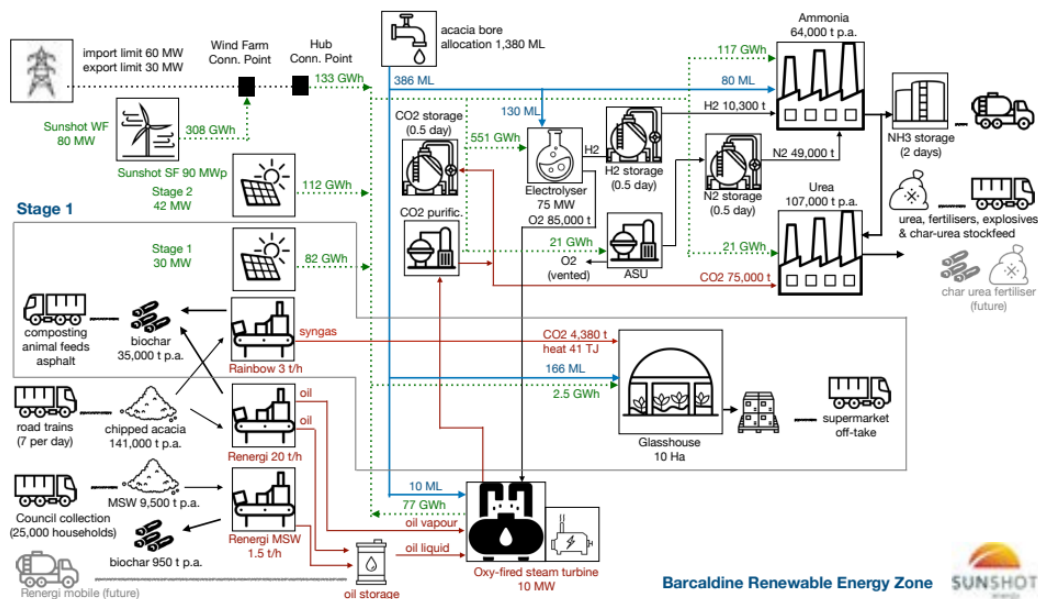 import limit 60 MW
export limit 30 MW
Wind Farm
Conn. Point
Hub
Conn. Point
133 GWh
acacia bore
allocation 1,380 ML
Ammonia
64,000 t p.a.
117 GWh
386 ML
80 ML
Sunshot WF
80 MW
308 GWh
CO2 storage
(0.5 day)
130 ML
551 GWh
H2
H2 10,300 t
H2 storage
(0.5 day)
N2 49,000 t
NH3 storage
(2 days)
Sunshot SF 90 MWp
Stage 2
42 MW
112 GWh
Electrolyser
75 MW
N2 storage
(0.5 day)
Urea
107,000 t p.a.
urea, fertilisers, explosives
& char-urea stockfeed
Stage 1
CO2 purific.
O2 85,000 t
21 GWh
O2
(vented)
ASU
21 GWh
CO2 75,000 t
char urea fertiliser
(future)
Stage 1
30 MW
82 GWh
composting
animal feeds
asphalt
biochar
35,000 t p.a.
syngas
Rainbow 3 t/h
CO2 4,380 t
heat 41 TJ
166 ML
2.5 GWh
Glasshouse
10 Ha
supermarket
off-take
road trains
(7 per day)
chipped acacia
141,000 t p.a.
oil
oil
Renergi 20 t/h
Council collection
(25,000 households)
MSW 9,500 t p.a.
biochar 950 t p.a.
Renergi MSW
1.5 t/h
10 ML
77 GWh
oil vapour
oil liquid
Oxy-fired steam turbine
10 MW
Renergi mobile (future)
oil storage
Barcaldine Renewable Energy Zone
SUNSHOT
energy